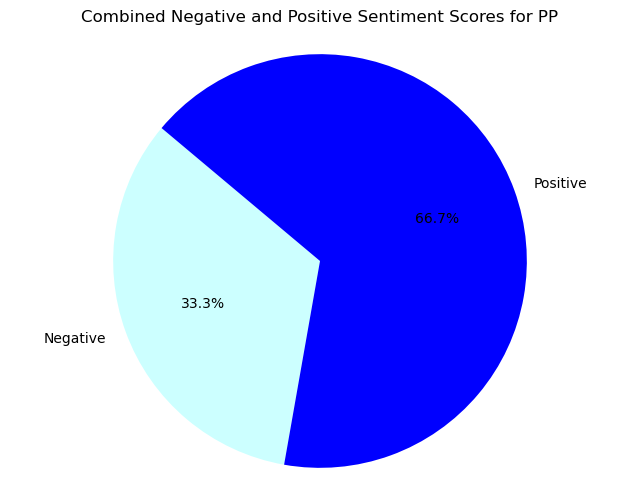 Combined Negative and Positive Sentiment Scores for PP
Positive
66.7%
33.3%
Negative